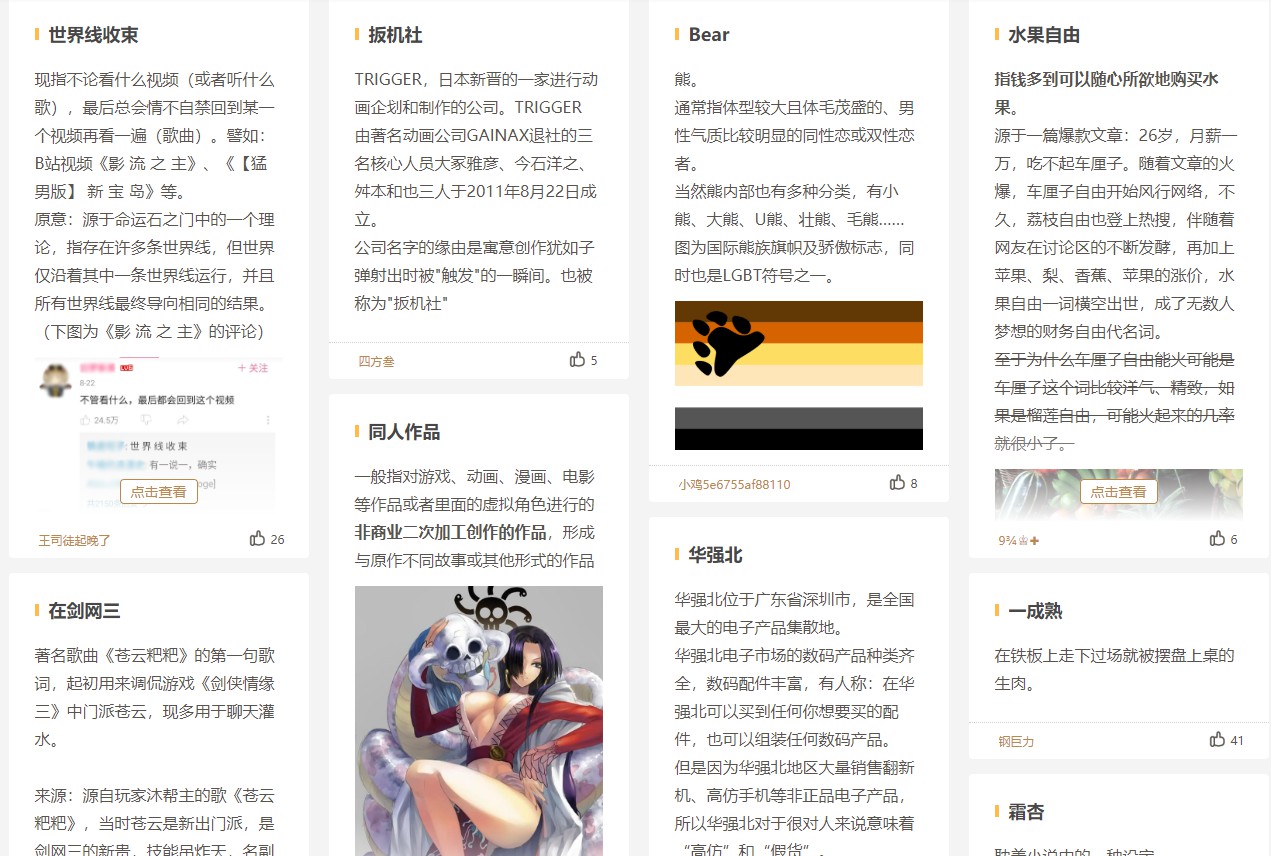 世界线收束
现指不论看什么视频（或者听什么
歌），最后总会情不自禁回到某一
个视频再看一遍（歌曲）。譬如：
B站视频《影 流 之 主》、《【猛
男版】 新 宝 岛》等。
原意：源于命运石之门中的一个理
论，指存在许多条世界线，但世界
仅沿着其中一条世界线运行，并且
所有世界线最终导向相同的结果。
（下图为《影 流 之 主》的评论）
+ 关注
8-22
不管看什么，最后都会回到这个视频
24.5万
世 界 线 收 束
有一说一，确实
oge]
点击查看
王司徒起晚了
26
在剑网三
著名歌曲《苍云粑粑》的第一句歌
词，起初用来调侃游戏《剑侠情缘
三》中门派苍云，现多用于聊天灌
水。
来源：源自玩家沐帮主的歌《苍云
粑粑》，当时苍云是新出门派，是
剑网三的新贵，技能吊炸天，名副
扳机社
TRIGGER，日本新晋的一家进行动
画企划和制作的公司。TRIGGER
由著名动画公司GAINAX退社的三
名核心人员大冢雅彦、今石洋之、
舛本和也三人于2011年8月22日成
立。
公司名字的缘由是寓意创作犹如子
弹射出时被"触发"的一瞬间。也被
称为"扳机社"
四方叁
5
同人作品
一般指对游戏、动画、漫画、电影
等作品或者里面的虚拟角色进行的
非商业二次加工创作的作品，形成
与原作不同故事或其他形式的作品
Bear
熊。
通常指体型较大且体毛茂盛的、男
性气质比较明显的同性恋或双性恋
者。
当然熊内部也有多种分类，有小
熊、大熊、U熊、壮熊、毛熊……
图为国际熊族旗帜及骄傲标志，同
时也是LGBT符号之一。
小鸡5e6755af88110
8
华强北
华强北位于广东省深圳市，是全国
最大的电子产品集散地。
华强北电子市场的数码产品种类齐
全，数码配件丰富，有人称：在华
强北可以买到任何你想要买的配
件，也可以组装任何数码产品。
但是因为华强北地区大量销售翻新
机、高仿手机等非正品电子产品，
所以华强北对于很对人来说意味着
“高仿”和“假货”。
水果自由
指钱多到可以随心所欲地购买水
果。
源于一篇爆款文章：26岁，月薪一
万，吃不起车厘子。随着文章的火
爆，车厘子自由开始风行网络，不
久，荔枝自由也登上热搜，伴随着
网友在讨论区的不断发酵，再加上
苹果、梨、香蕉、苹果的涨价，水
果自由一词横空出世，成了无数人
梦想的财务自由代名词。
至于为什么车厘子自由能火可能是
车厘子这个词比较洋气、精致，如
果是榴莲自由，可能火起来的几率
就很小了。
点击查看
9¾♕✚
6
一成熟
在铁板上走下过场就被摆盘上桌的
生肉。
钢巨力
41
霜杏
耽美小说中的一种设定